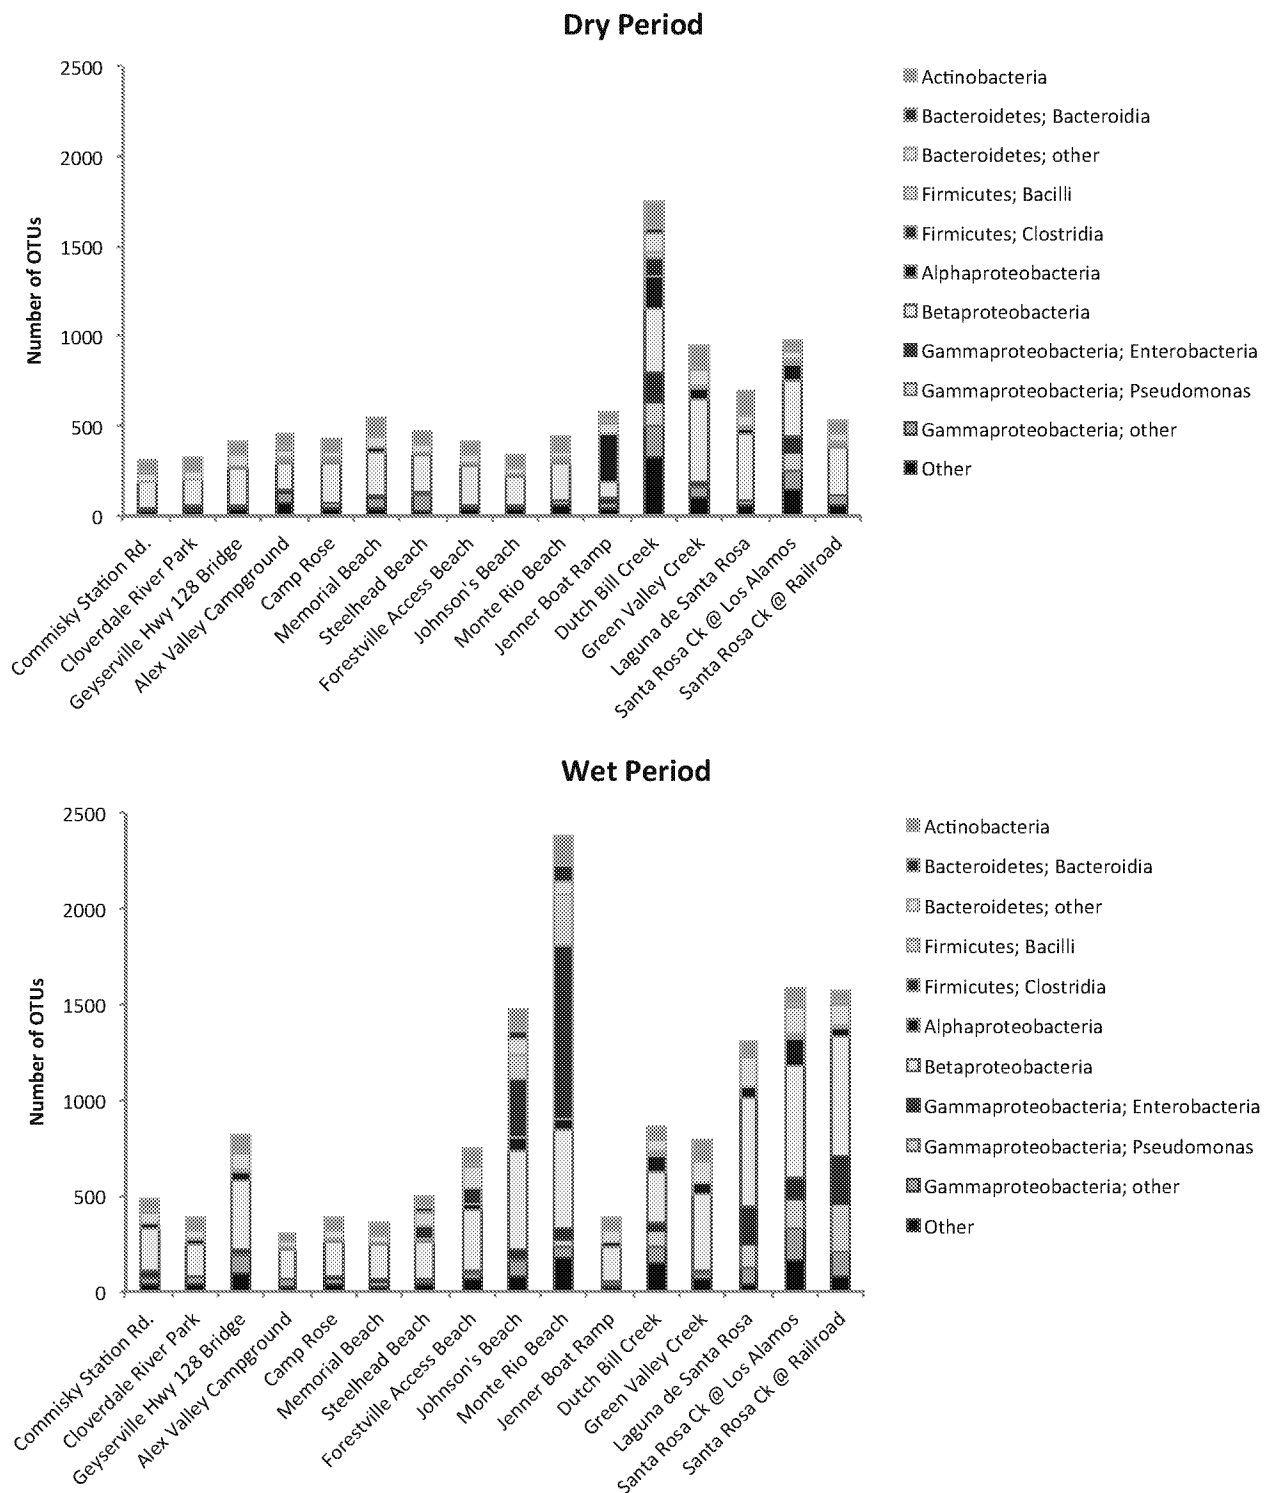 Dry Period
2500
2000
1500
1000
500
0
Number of OTUs
Actinobacteria
Bacteroidetes; Bacteroidia
Bacteroidetes; other
Firmicutes; Bacilli
Firmicutes; Clostridia
Alphaproteobacteria
Betaproteobacteria
Gammaproteobacteria; Enterobacteria
Gammaproteobacteria; Pseudomonas
Gammaproteobacteria; other
Other
Commisky Station Rd.
Cloverdale River Park
Geyserville Hwy 128 Bridge
Alex Valley Campground
Camp Rose
Memorial Beach
Steelhead Beach
Forestville Access Beach
Johnson's Beach
Monte Rio Beach
Jenner Boat Ramp
Dutch Bill Creek
Green Valley Creek
Laguna de Santa Rosa
Santa Rosa Ck @ Los Alamos
Santa Rosa Ck @ Railroad
Wet Period
2500
2000
1500
1000
500
0
Number of OTUs
Actinobacteria
Bacteroidetes; Bacteroidia
Bacteroidetes; other
Firmicutes; Bacilli
Firmicutes; Clostridia
Alphaproteobacteria
Betaproteobacteria
Gammaproteobacteria; Enterobacteria
Gammaproteobacteria; Pseudomonas
Gammaproteobacteria; other
Other
Commisky Station Rd.
Cloverdale River Park
Geyserville Hwy 128 Bridge
Alex Valley Campground
Camp Rose
Memorial Beach
Steelhead Beach
Forestville Access Beach
Johnson's Beach
Monte Rio Beach
Jenner Boat Ramp
Dutch Bill Creek
Green Valley Creek
Laguna de Santa Rosa
Santa Rosa Ck @ Los Alamos
Santa Rosa Ck @ Railroad